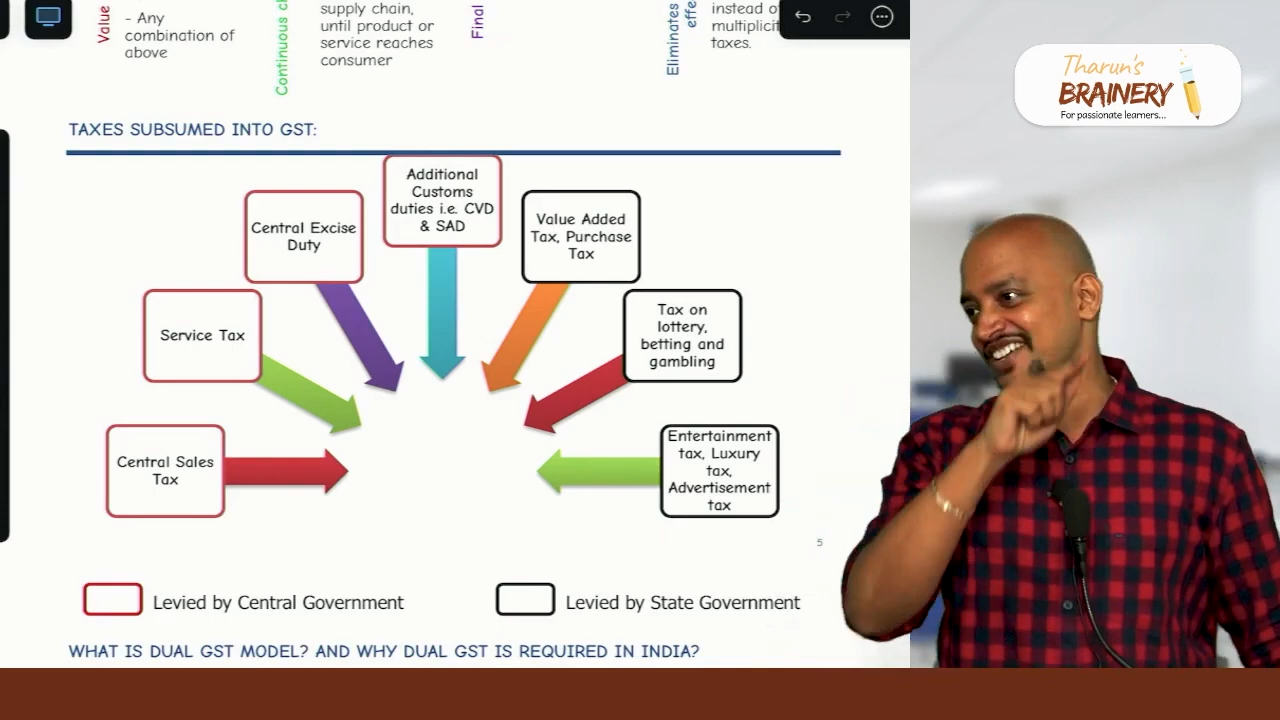 Value
- Any
combination of
above
Continuous
supply chain,
until product or
service reaches
consumer
Final
Eliminates
instead
multiplicit
taxes.
TAXES SUBSUMED INTO GST:
Additional
Customs
duties i.e. CVD
& SAD
Central Excise
Duty
Value Added
Tax, Purchase
Tax
Service Tax
Tax on
lottery,
betting and
gambling
Central Sales
Tax
Entertainment
tax, Luxury
tax,
Advertisement
tax
5
Levied by Central Government
Levied by State Government
WHAT IS DUAL GST MODEL? AND WHY DUAL GST IS REQUIRED IN INDIA?
Tharun's
BRAINERY
For passionate learners...